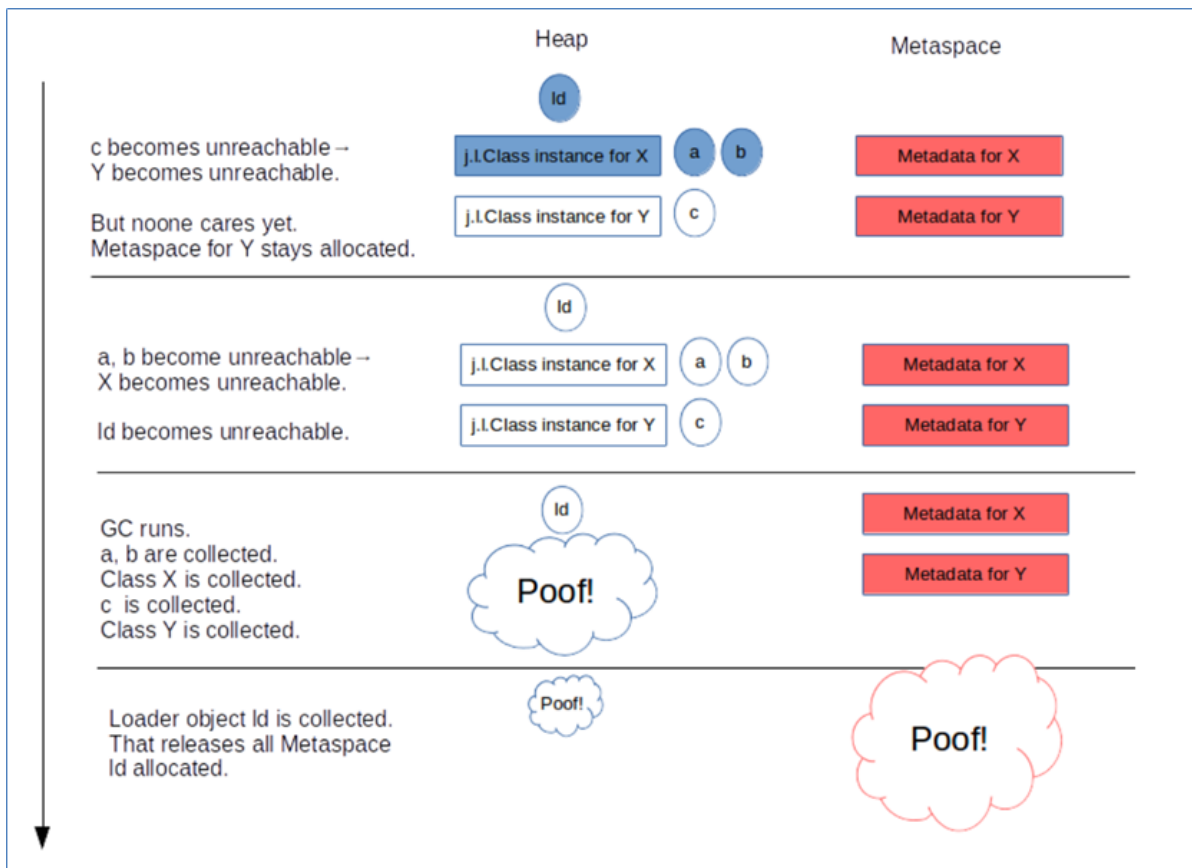 Heap
Metaspace
ld
c becomes unreachable→
Y becomes unreachable.
j.l.Class instance for X
a
b
Metadata for X
But noone cares yet.
Metaspace for Y stays allocated.
j.l.Class instance for Y
c
Metadata for Y
ld
a, b become unreachable→
X becomes unreachable.
j.l.Class instance for X
a
b
Metadata for X
ld becomes unreachable.
j.l.Class instance for Y
c
Metadata for Y
ld
Metadata for X
GC runs.
a, b are collected.
Class X is collected.
c is collected.
Class Y is collected.
Poof!
Metadata for Y
Loader object ld is collected.
That releases all Metaspace
ld allocated.
Poof!
Poof!